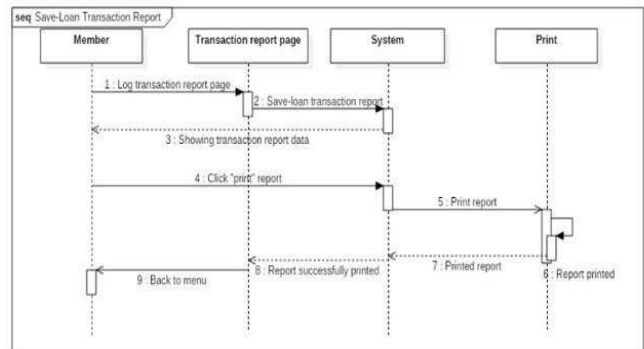 seq Save-Loan Transaction Report
Member
Transaction report page
System
Print
1 : Log transaction report page
2 : Save-loan transaction report
3 : Showing transaction report data
4 : Click "print" report
5 : Print report
6 : Report printed
7 : Printed report
8 : Report successfully printed
9 : Back to menu